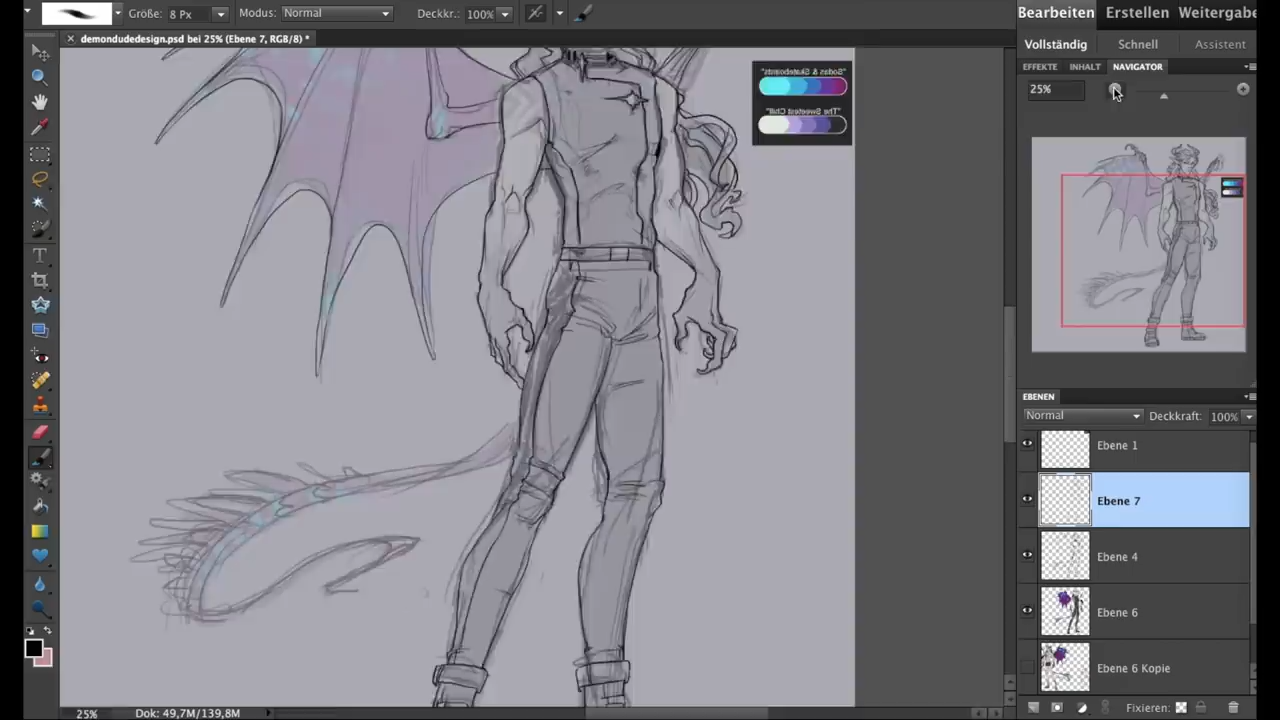 Größe: 8 Px Modus: Normal Deckkr.: 100%
Bearbeiten Erstellen Weitergabe
demondudedesign.psd bei 25% (Ebene 7, RGB/8) *
Vollständig Schnell Assistent
EFFEKTE INHALT NAVIGATOR
25%
"Sodas & Skateboards"
"The Sweetest Chill"
EBENEN
Normal Deckkraft: 100%
Ebene 1
Ebene 7
Ebene 4
Ebene 6
Ebene 6 Kopie
Fixieren:
25% Dok: 49,7M/139,8M